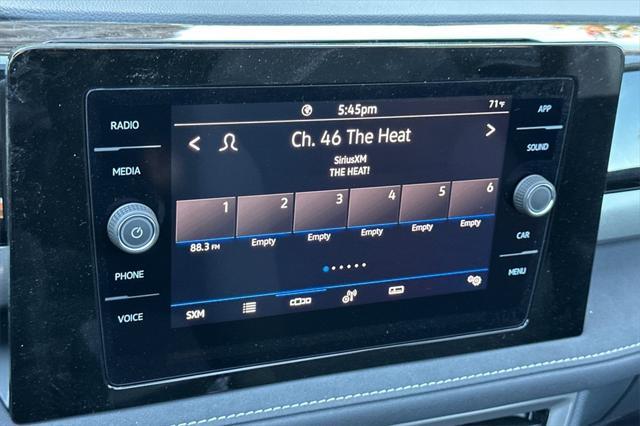 5:45pm
71°F
RADIO
APP
< Ch. 46 The Heat >
MEDIA
SOUND
SiriusXM
THE HEAT!
1 2 3 4 5 6
88.3 FM Empty Empty Empty Empty Empty
PHONE
CAR
VOICE
MENU
SXM